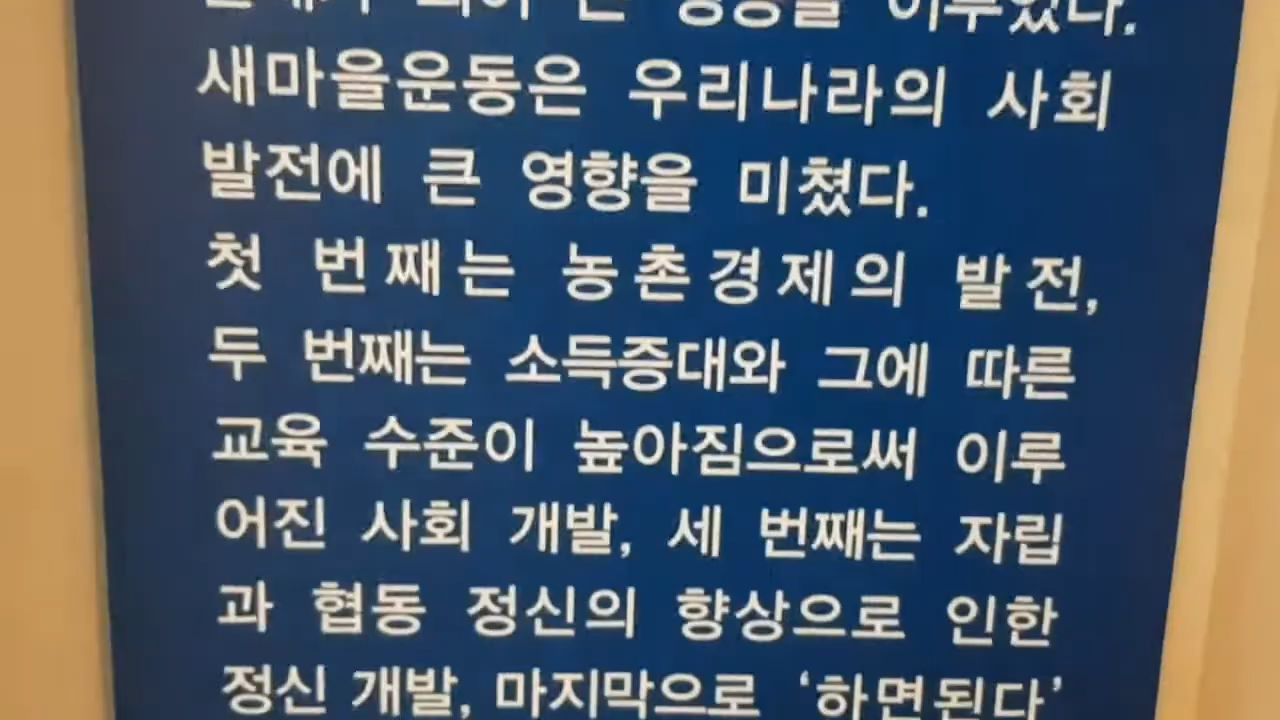 이루었다.
새마을운동은 우리나라의 사회
발전에 큰 영향을 미쳤다.
첫 번째는 농촌경제의 발전,
두 번째는 소득증대와 그에 따른
교육 수준이 높아짐으로써 이루
어진 사회 개발, 세 번째는 자립
과 협동 정신의 향상으로 인한
정신 개발, 마지막으로 ‘하면된다’